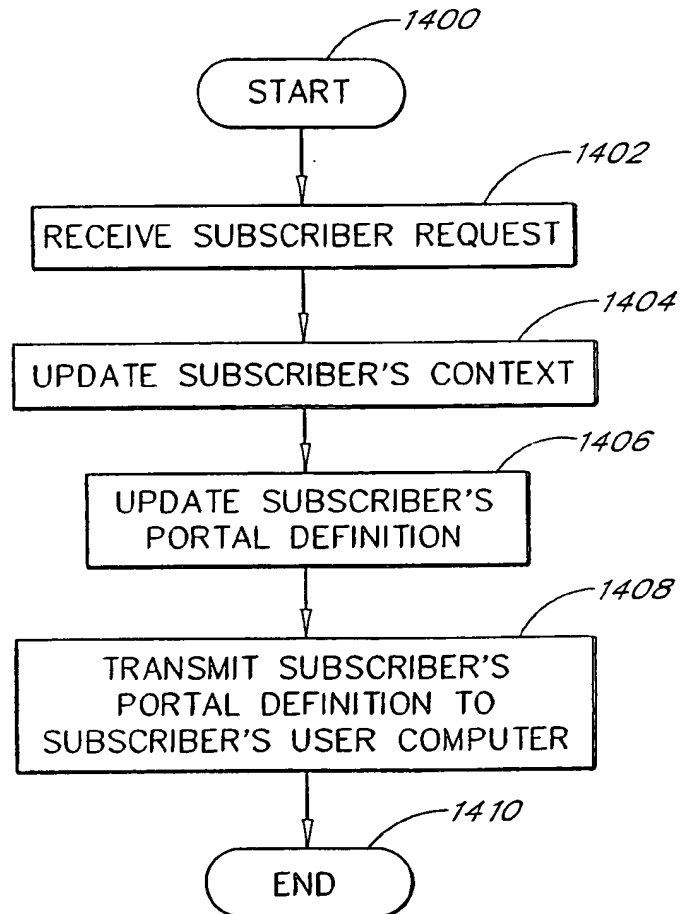 1400
START
1402
RECEIVE SUBSCRIBER REQUEST
1404
UPDATE SUBSCRIBER'S CONTEXT
1406
UPDATE SUBSCRIBER'S
PORTAL DEFINITION
1408
TRANSMIT SUBSCRIBER'S
PORTAL DEFINITION TO
SUBSCRIBER'S USER COMPUTER
1410
END